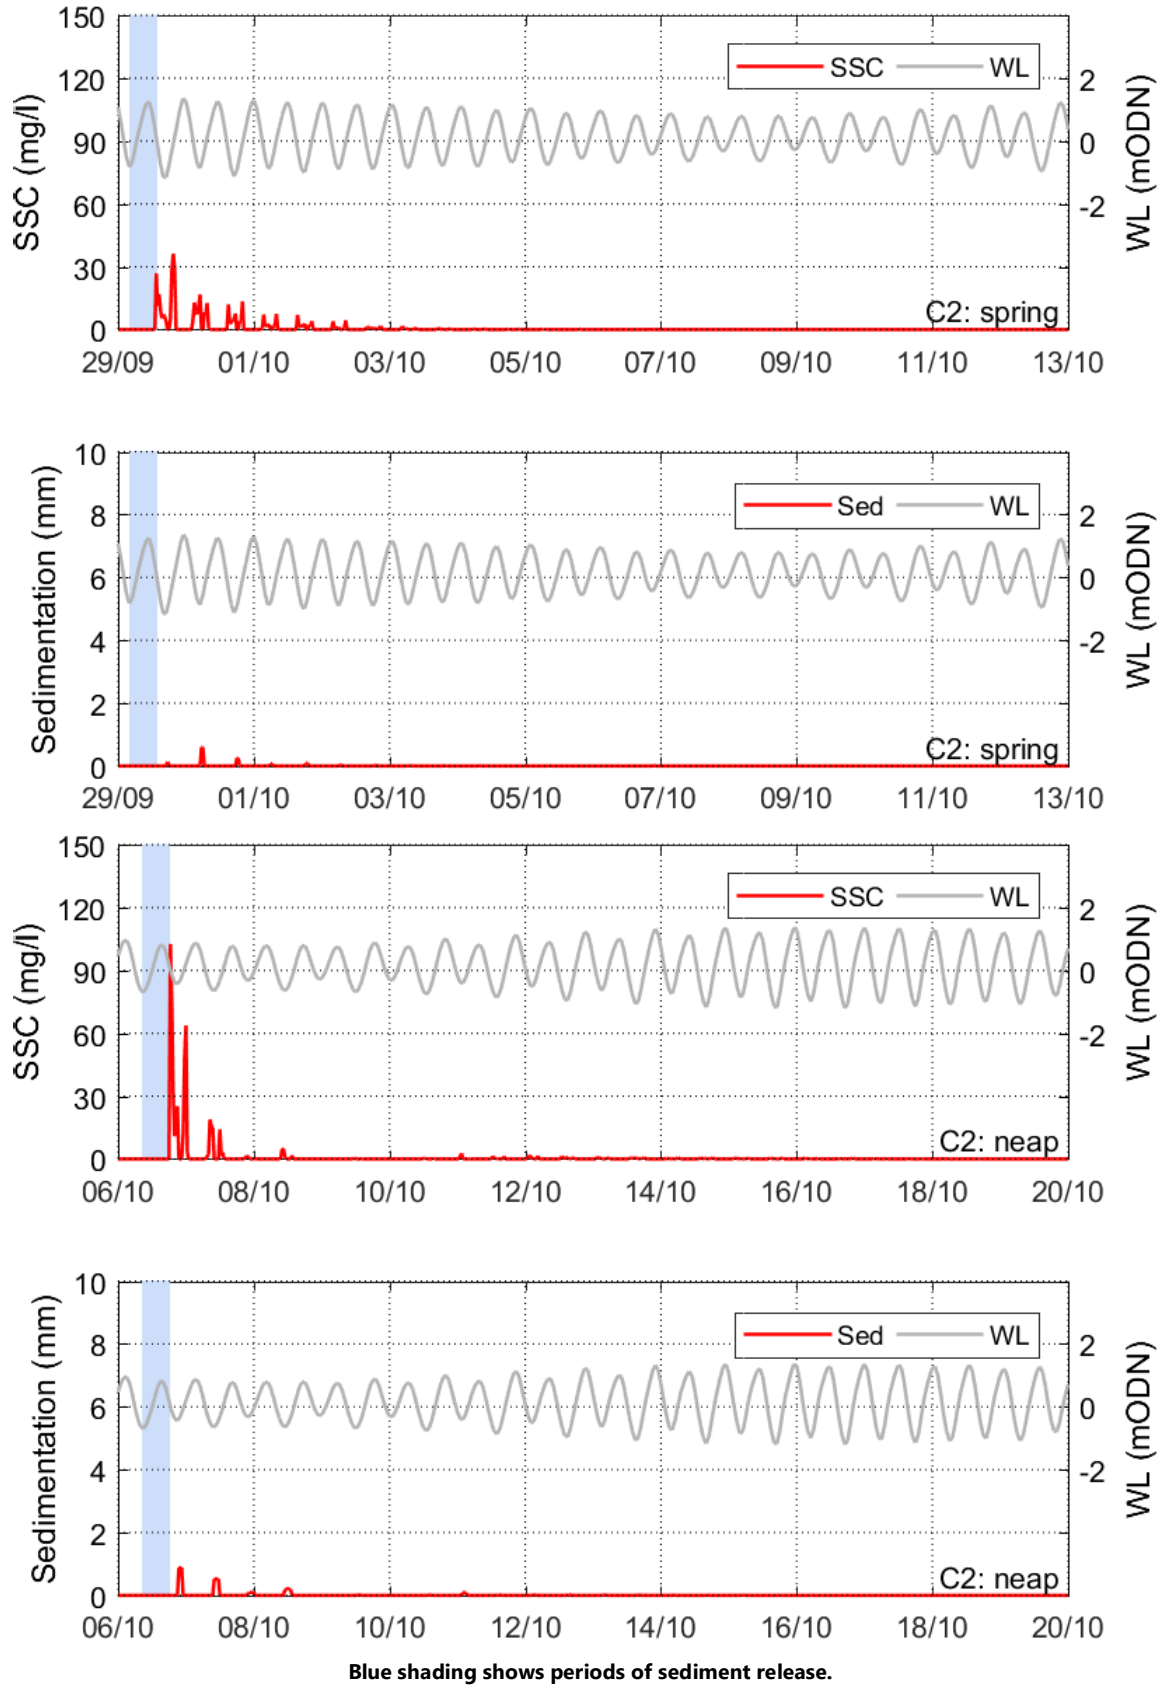 150
120
90
60
30
0
SSC (mg/l)
SSC WL
2
0
-2
WL (mODN)
C2: spring
29/09 01/10 03/10 05/10 07/10 09/10 11/10 13/10
10
8
6
4
2
0
Sedimentation (mm)
Sed WL
2
0
-2
WL (mODN)
C2: spring
29/09 01/10 03/10 05/10 07/10 09/10 11/10 13/10
150
120
90
60
30
0
SSC (mg/l)
SSC WL
2
0
-2
WL (mODN)
C2: neap
06/10 08/10 10/10 12/10 14/10 16/10 18/10 20/10
10
8
6
4
2
0
Sedimentation (mm)
Sed WL
2
0
-2
WL (mODN)
C2: neap
06/10 08/10 10/10 12/10 14/10 16/10 18/10 20/10
Blue shading shows periods of sediment release.